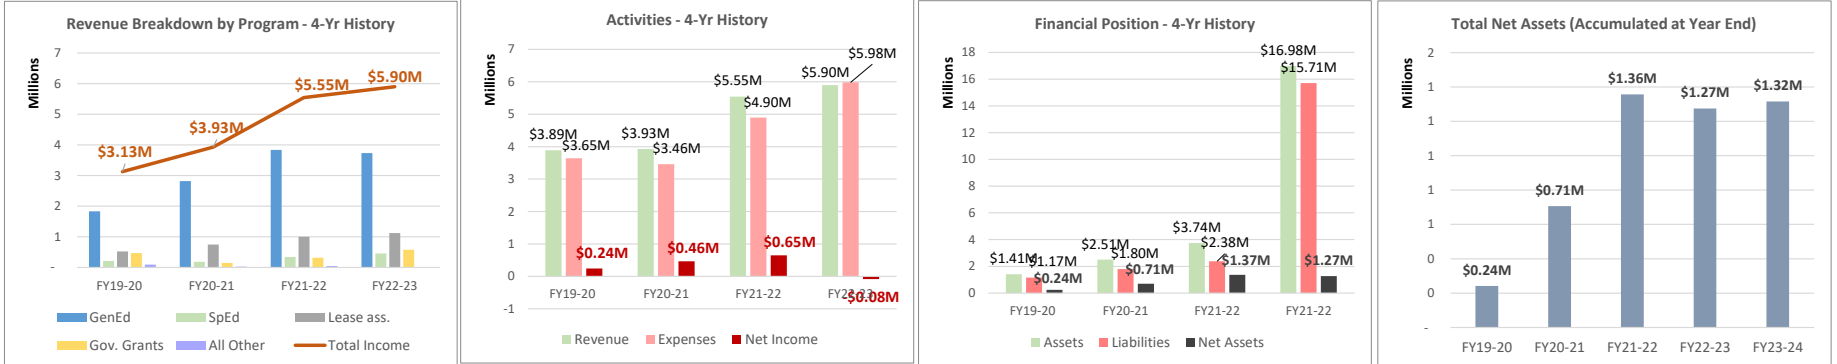 Revenue Breakdown by Program - 4-Yr History
Millions
7
6
5
4
3
2
1
-
$3.13M
$3.93M
$5.55M
$5.90M
FY19-20 FY20-21 FY21-22 FY22-23
GenEd SpEd Lease ass.
Gov. Grants All Other Total Income
Activities - 4-Yr History
Millions
7
6
5
4
3
2
1
0
-1
$3.89M
$3.65M
$0.24M
$3.93M
$3.46M
$0.46M
$5.55M
$4.90M
$0.65M
$5.90M
$5.98M
-$0.08M
FY19-20 FY20-21 FY21-22 FY22-23
Revenue Expenses Net Income
Financial Position - 4-Yr History
Millions
18
16
14
12
10
8
6
4
2
0
$1.41M
$1.17M
$0.24M
$2.51M
$1.80M
$0.71M
$3.74M
$2.38M
$1.37M
$16.98M
$15.71M
$1.27M
FY19-20 FY20-21 FY21-22 FY21-22
Assets Liabilities Net Assets
Total Net Assets (Accumulated at Year End)
Millions
2
1
1
1
1
1
0
0
-
$0.24M
$0.71M
$1.36M
$1.27M
$1.32M
FY19-20 FY20-21 FY21-22 FY22-23 FY23-24